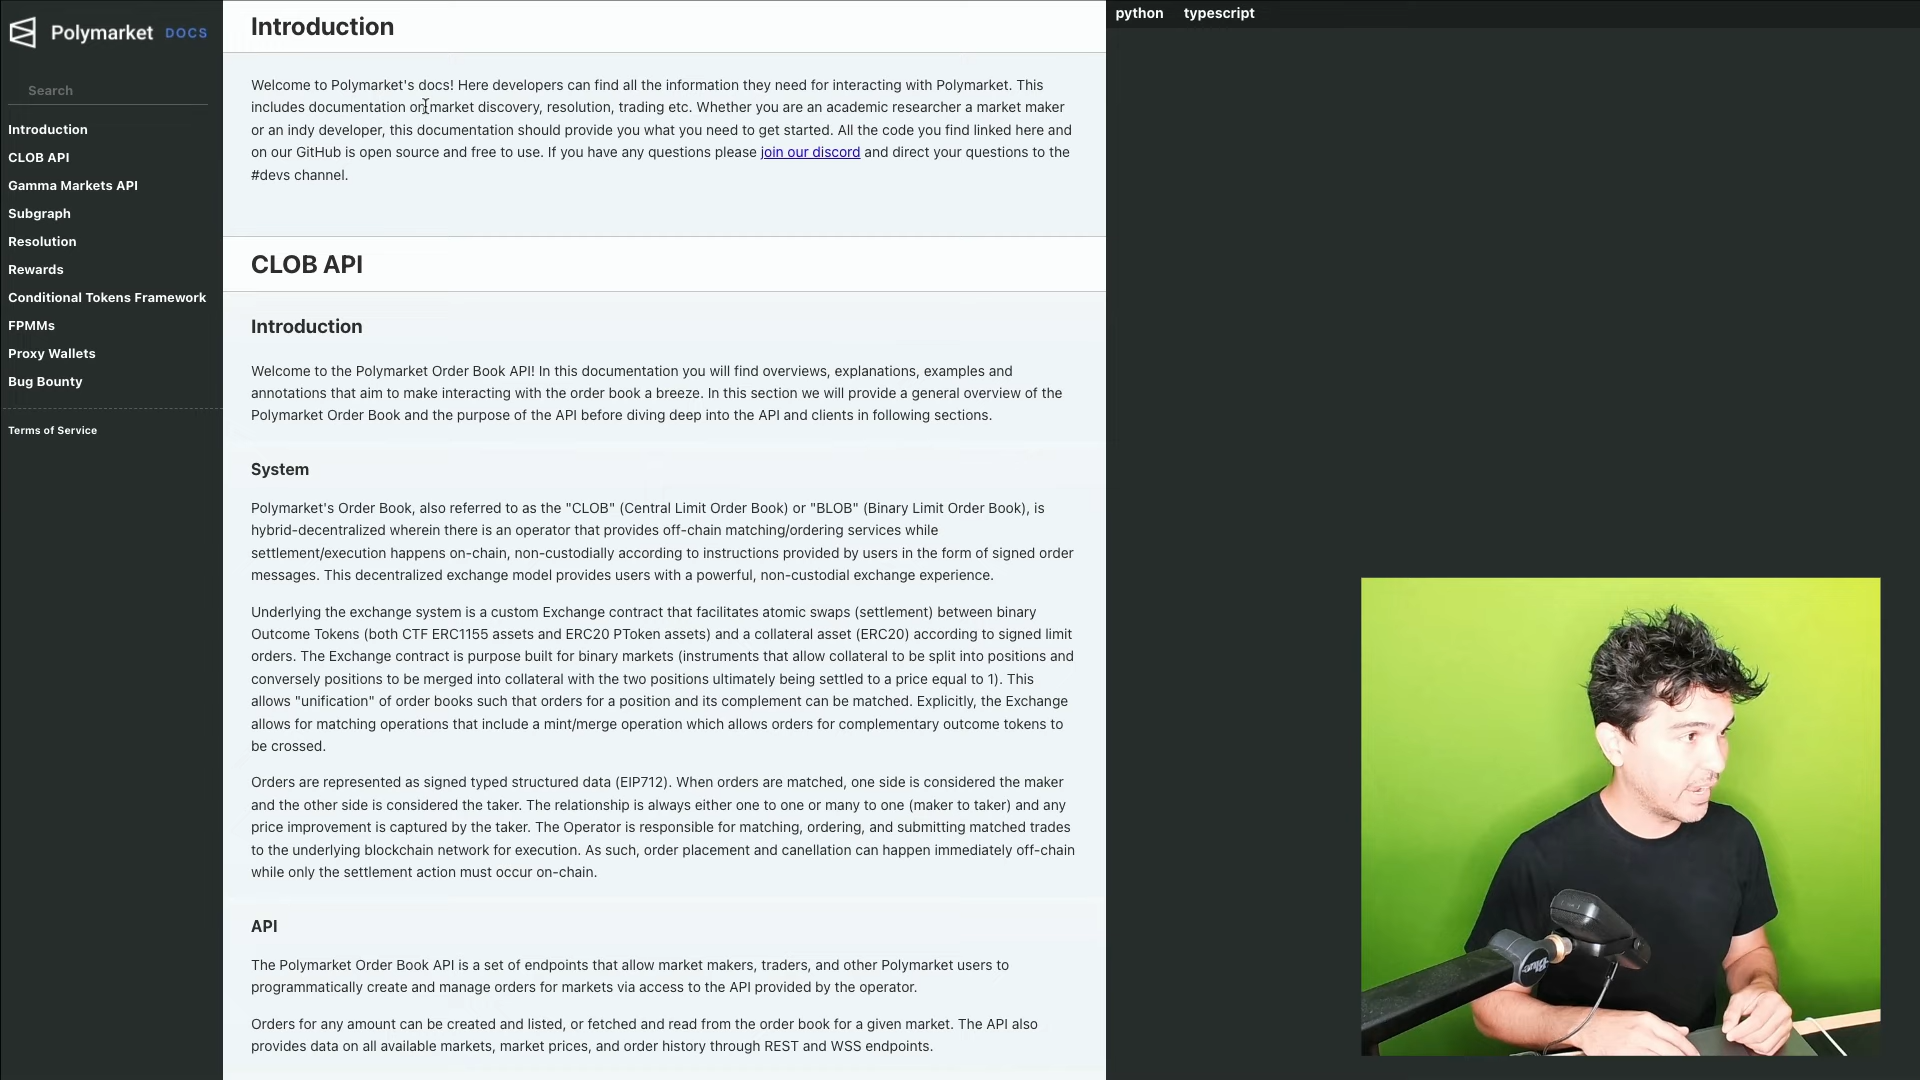 Polymarket DOCS
Search
Introduction
CLOB API
Gamma Markets API
Subgraph
Resolution
Rewards
Conditional Tokens Framework
FPMMs
Proxy Wallets
Bug Bounty
Terms of Service
Introduction
Welcome to Polymarket's docs! Here developers can find all the information they need for interacting with Polymarket. This
includes documentation on market discovery, resolution, trading etc. Whether you are an academic researcher a market maker
or an indy developer, this documentation should provide you what you need to get started. All the code you find linked here and
on our GitHub is open source and free to use. If you have any questions please join our discord and direct your questions to the
#devs channel.
CLOB API
Introduction
Welcome to the Polymarket Order Book API! In this documentation you will find overviews, explanations, examples and
annotations that aim to make interacting with the order book a breeze. In this section we will provide a general overview of the
Polymarket Order Book and the purpose of the API before diving deep into the API and clients in following sections.
System
Polymarket's Order Book, also referred to as the "CLOB" (Central Limit Order Book) or "BLOB" (Binary Limit Order Book), is
hybrid-decentralized wherein there is an operator that provides off-chain matching/ordering services while
settlement/execution happens on-chain, non-custodially according to instructions provided by users in the form of signed order
messages. This decentralized exchange model provides users with a powerful, non-custodial exchange experience.
Underlying the exchange system is a custom Exchange contract that facilitates atomic swaps (settlement) between binary
Outcome Tokens (both CTF ERC1155 assets and ERC20 PToken assets) and a collateral asset (ERC20) according to signed limit
orders. The Exchange contract is purpose built for binary markets (instruments that allow collateral to be split into positions and
conversely positions to be merged into collateral with the two positions ultimately being settled to a price equal to 1). This
allows "unification" of order books such that orders for a position and its complement can be matched. Explicitly, the Exchange
allows for matching operations that include a mint/merge operation which allows orders for complementary outcome tokens to
be crossed.
Orders are represented as signed typed structured data (EIP712). When orders are matched, one side is considered the maker
and the other side is considered the taker. The relationship is always either one to one or many to one (maker to taker) and any
price improvement is captured by the taker. The Operator is responsible for matching, ordering, and submitting matched trades
to the underlying blockchain network for execution. As such, order placement and canellation can happen immediately off-chain
while only the settlement action must occur on-chain.
API
The Polymarket Order Book API is a set of endpoints that allow market makers, traders, and other Polymarket users to
programmatically create and manage orders for markets via access to the API provided by the operator.
Orders for any amount can be created and listed, or fetched and read from the order book for a given market. The API also
provides data on all available markets, market prices, and order history through REST and WSS endpoints.
python typescript